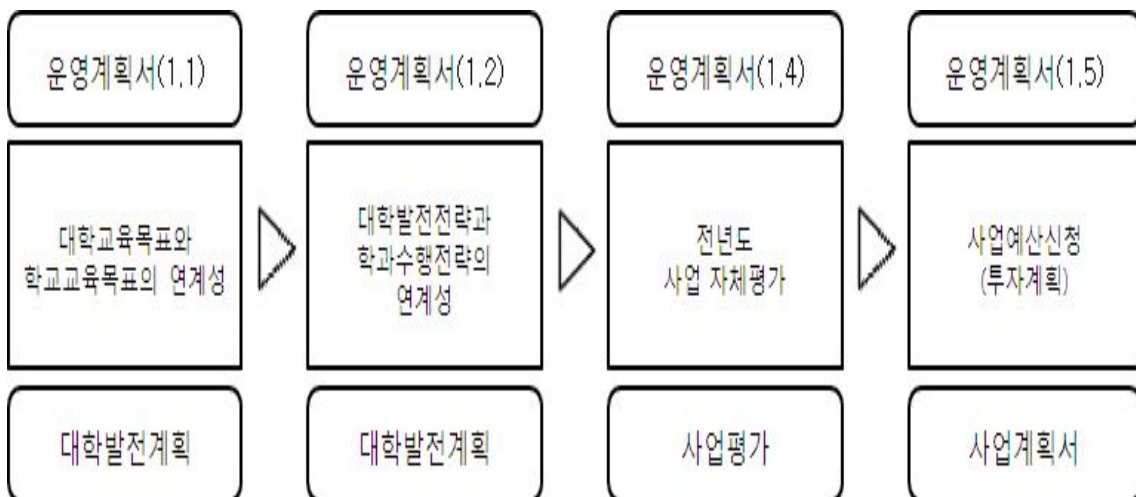 운영계획서(1.1)
운영계획서(1.2)
운영계획서(1.4)
운영계획서(1.5)
대학교육목표와
학교교육목표의 연계성
대학발전전략과
학과수행전략의
연계성
전년도
사업 자체평가
사업예산신청
(투자계획)
대학발전계획
대학발전계획
사업평가
사업계획서